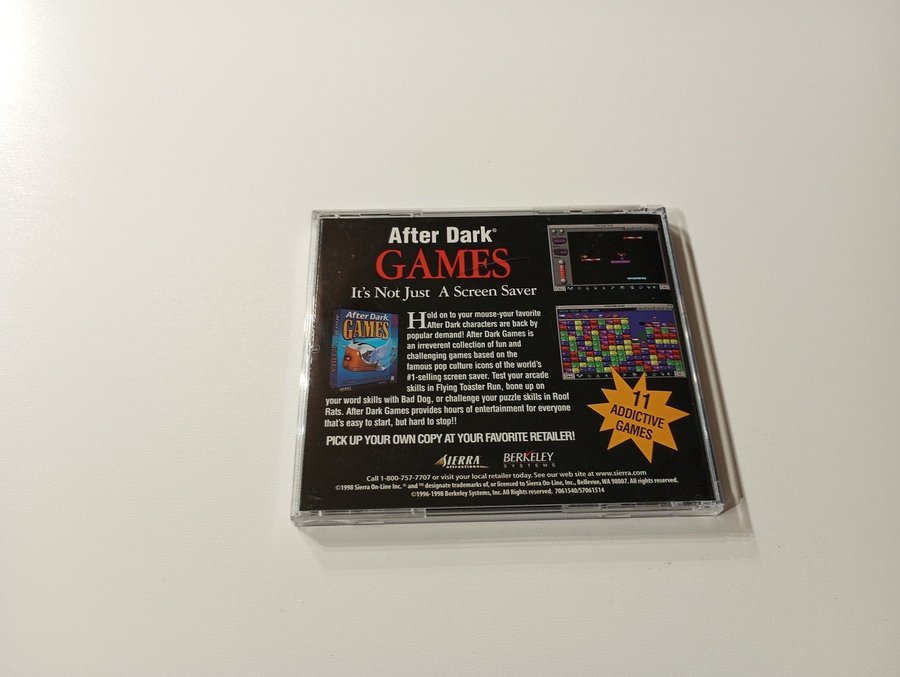 After Dark®
GAMES
It's Not Just A Screen Saver
After Dark
GAMES
Hold on to your mouse-your favorite
After Dark characters are back by
popular demand! After Dark Games is
an irreverent collection of fun and
challenging games based on the
famous pop culture icons of the world's
#1-selling screen saver. Test your arcade
skills in Flying Toaster Run, bone up on
your word skills with Bad Dog, or challenge your puzzle skills in Roof
Rats. After Dark Games provides hours of entertainment for everyone
that's easy to start, but hard to stop!!
11
ADDICTIVE
GAMES
PICK UP YOUR OWN COPY AT YOUR FAVORITE RETAILER!
SIERRA
attractions
BERKELEY
SYSTEMS
Call 1-800-757-7707 or visit your local retailer today. See our web site at www.sierra.com
©1998 Sierra On-Line Inc. ® and ™ designate trademarks of, or licensed to Sierra On-Line, Inc., Bellevue, WA 98007. All rights reserved.
©1996-1998 Berkeley Systems, Inc. All Rights reserved. 7061540/S7061514